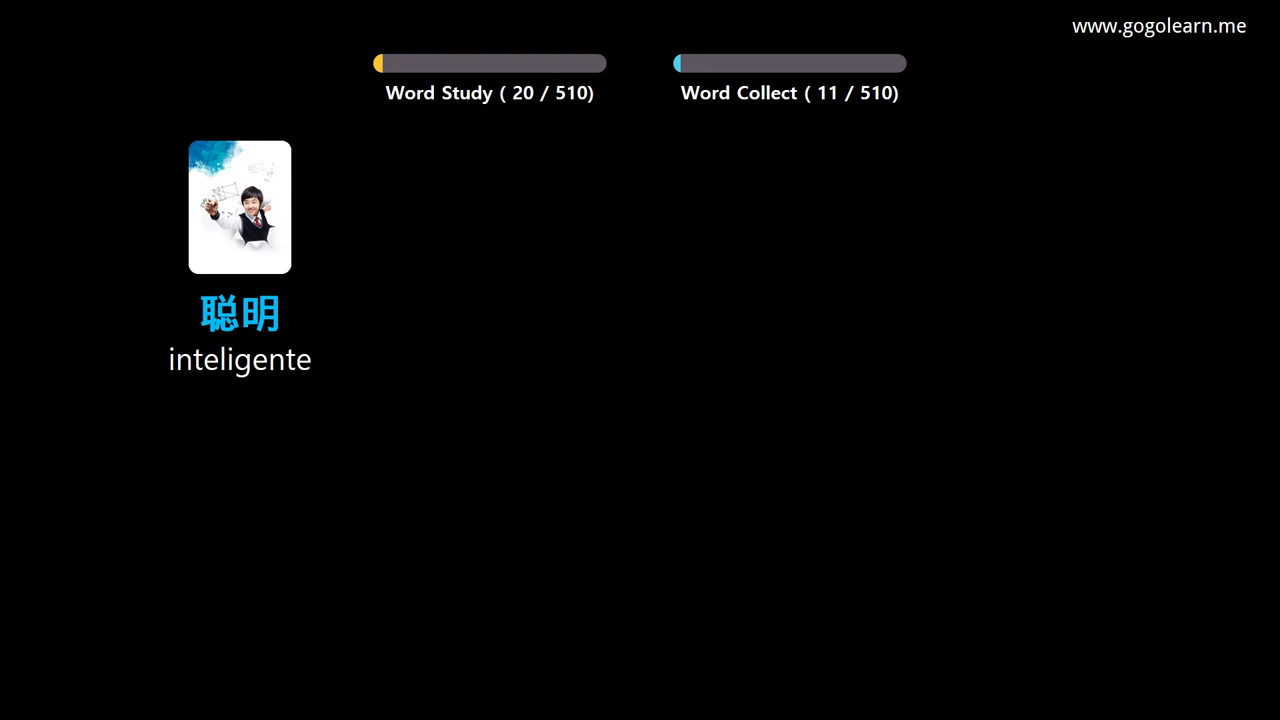 www.gogolearn.me
Word Study ( 20 / 510)
Word Collect ( 11 / 510)
聪明
inteligente